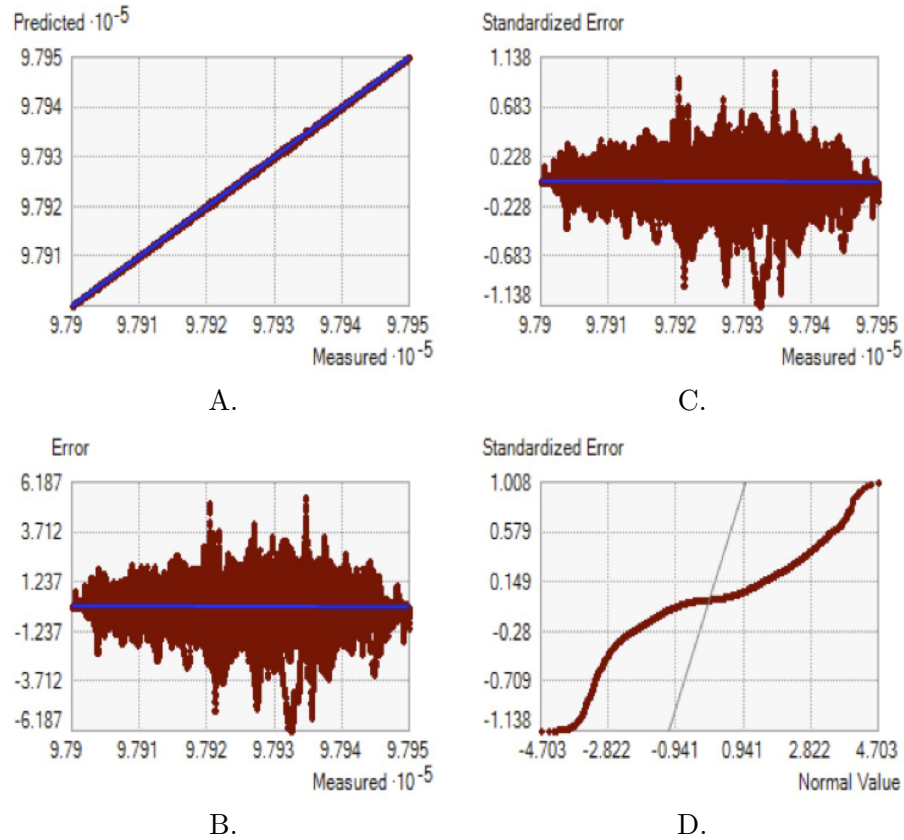 Predicted ·10-5
9.795
9.794
9.793
9.792
9.791
9.79 9.791 9.792 9.793 9.794 9.795
Measured ·10-5
A.
Standardized Error
1.138
0.683
0.228
-0.228
-0.683
-1.138
9.79 9.791 9.792 9.793 9.794 9.795
Measured ·10-5
C.
Error
6.187
3.712
1.237
-1.237
-3.712
-6.187
9.79 9.791 9.792 9.793 9.794 9.795
Measured ·10-5
B.
Standardized Error
1.008
0.579
0.149
-0.28
-0.709
-1.138
-4.703 -2.822 -0.941 0.941 2.822 4.703
Normal Value
D.